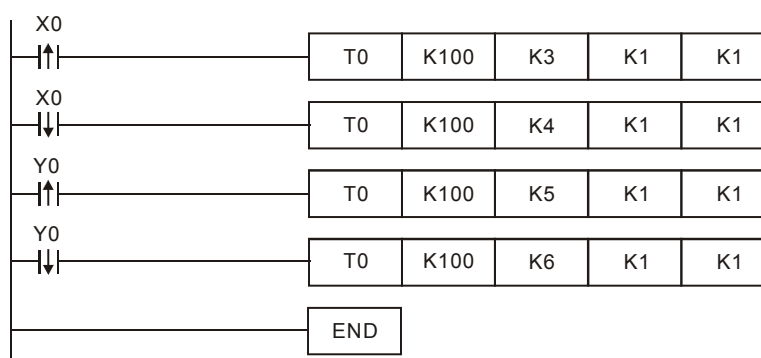 X0
T0 K100 K3 K1 K1
X0
T0 K100 K4 K1 K1
Y0
T0 K100 K5 K1 K1
Y0
T0 K100 K6 K1 K1
END